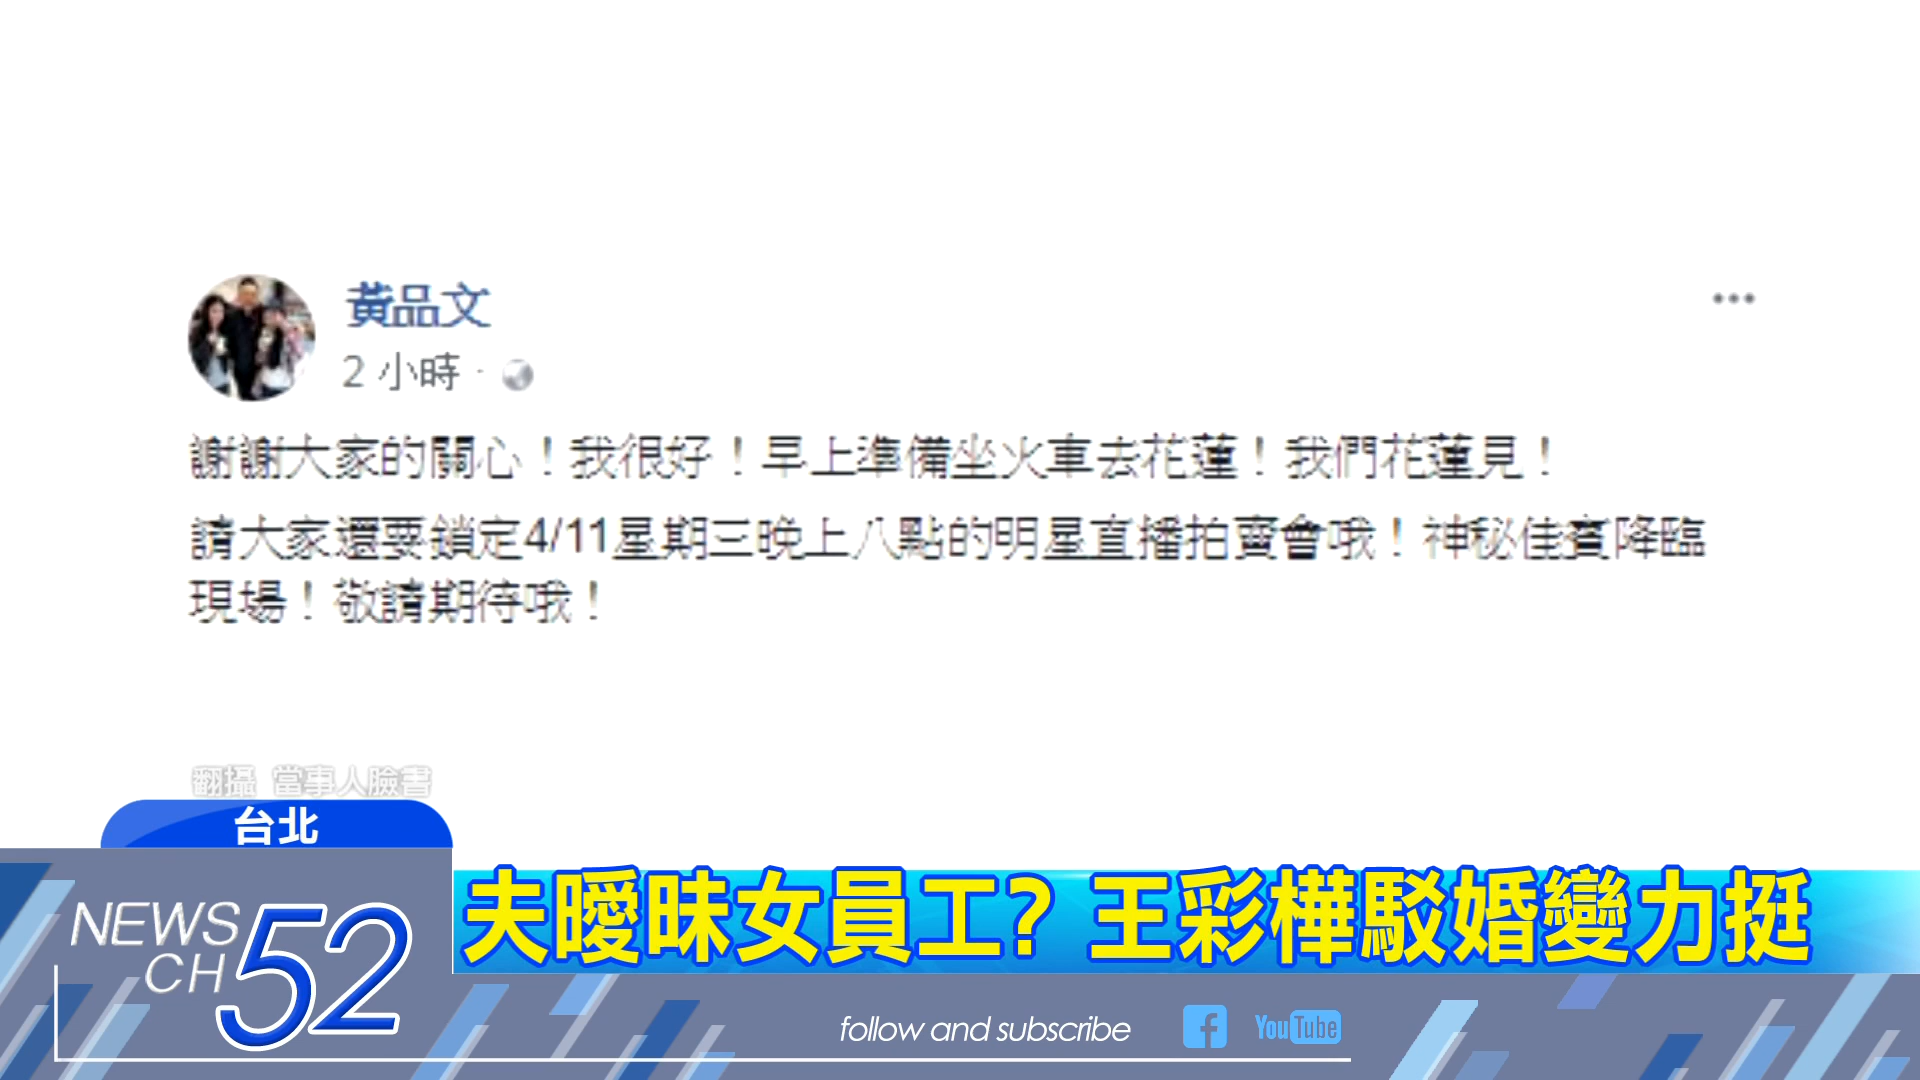 黃品文
2 小時 ·
謝謝大家的關心！我很好！早上準備坐火車去花蓮！我們花蓮見！
請大家還要鎖定4/11星期三晚上八點的明星直播拍賣會哦！神秘佳賓降臨
現場！敬請期待哦！
翻攝 當事人臉書
台北
夫曖昧女員工？王彩樺駁婚變力挺
NEWS
CH 52
follow and subscribe
YouTube